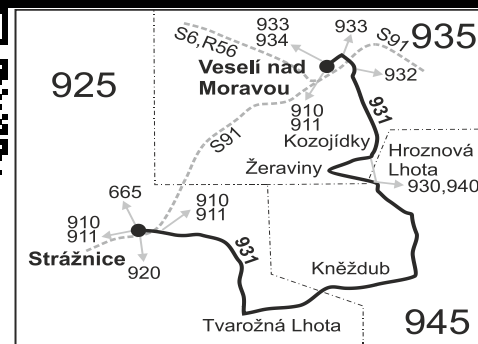 933
933
934
S6,R56
S91
935
Veselí nad
Moravou
932
925
910
911
931
Kozojídky
S91
Žeraviny
Hroznová
Lhota
930,940
665
910
911
910
911
931
Strážnice
920
Kněždub
Tvarožná Lhota
945